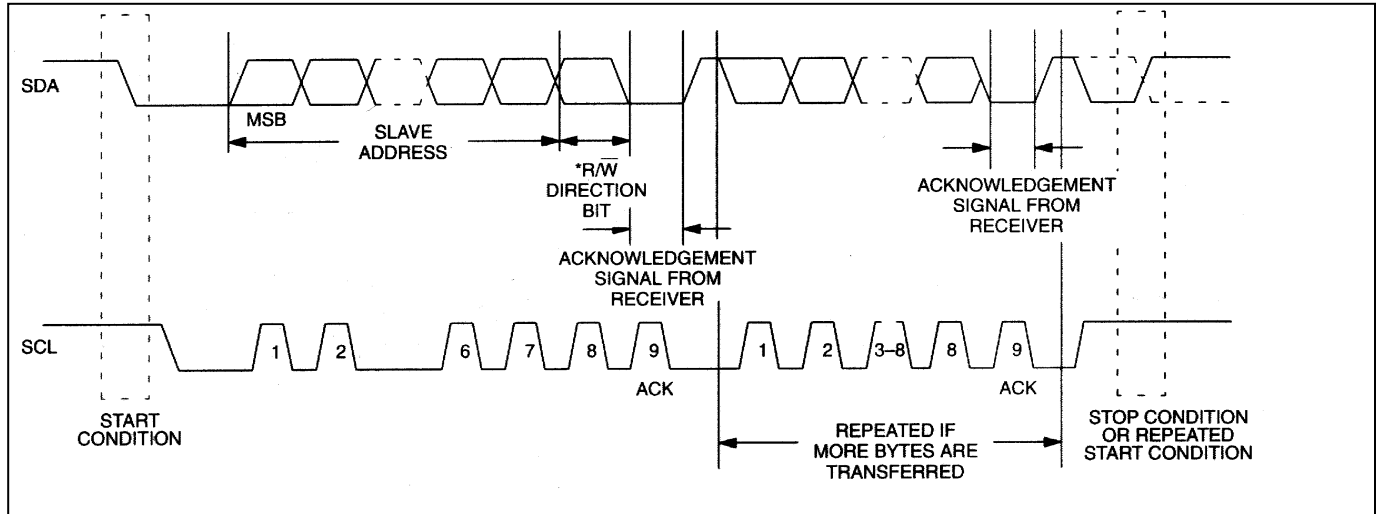 SDA
MSB
SLAVE
ADDRESS
*R/W̅
DIRECTION
BIT
ACKNOWLEDGEMENT
SIGNAL FROM
RECEIVER
ACKNOWLEDGEMENT
SIGNAL FROM
RECEIVER
SCL
1 2 6 7 8 9 1 2 3–8 8 9
ACK
ACK
START
CONDITION
REPEATED IF
MORE BYTES ARE
TRANSFERRED
STOP CONDITION
OR REPEATED
START CONDITION